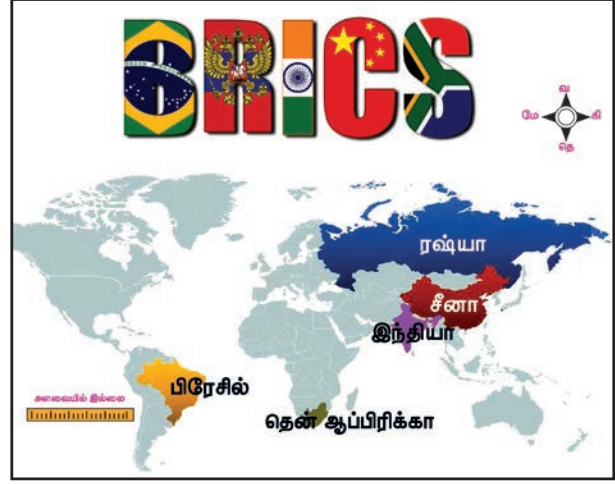 BRICS
வ
மே
கி
தெ
ரஷ்யா
சீனா
இந்தியா
பிரேசில்
அளவையில் இல்லை
தென் ஆப்பிரிக்கா